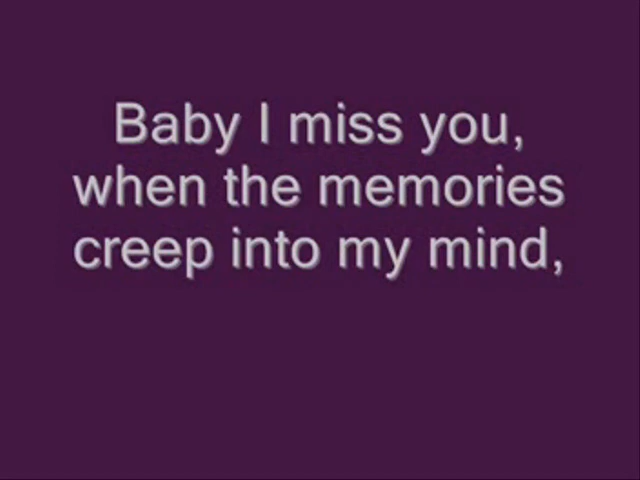 Baby I miss you,
when the memories
creep into my mind,